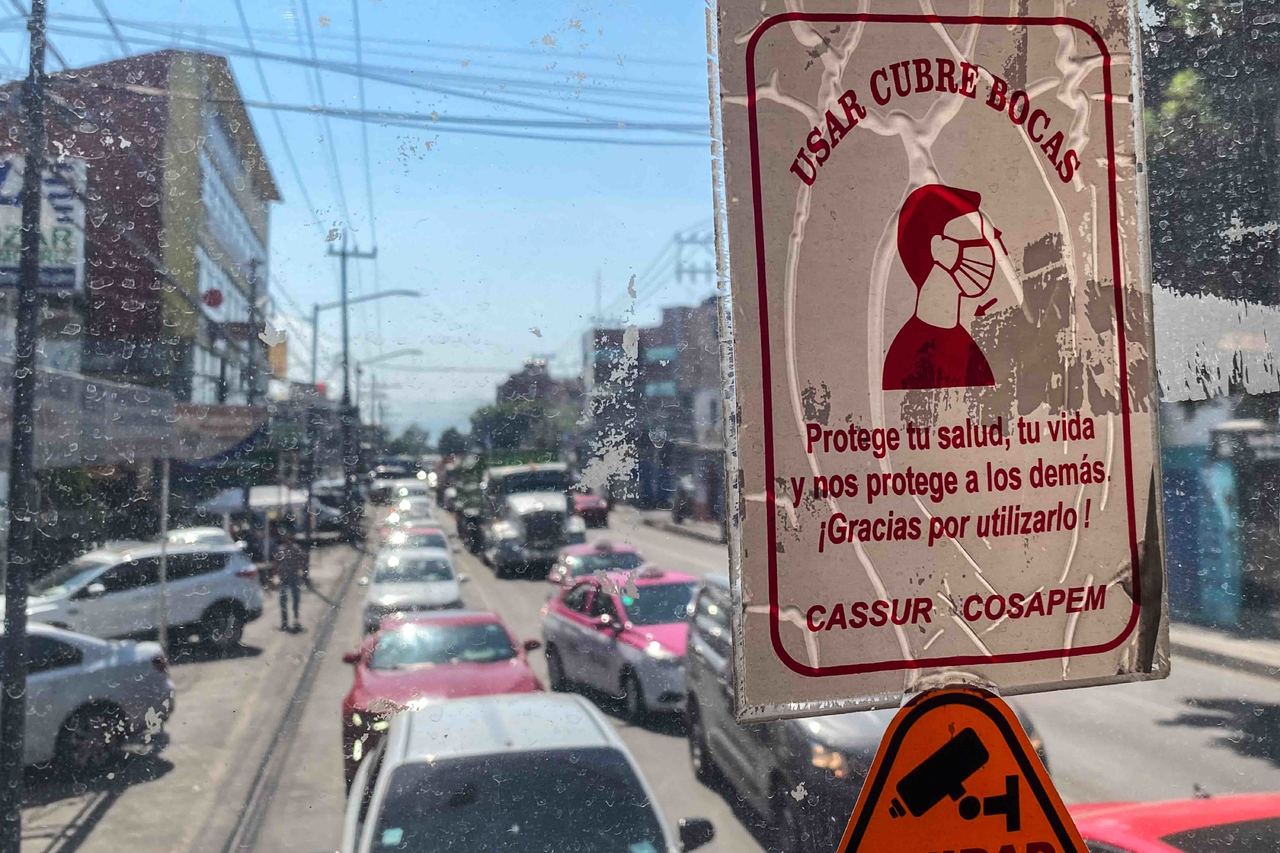 USAR CUBRE BOCAS
Protege tu salud, tu vida
y nos protege a los demás.
¡Gracias por utilizarlo !
CASSUR COSAPEM